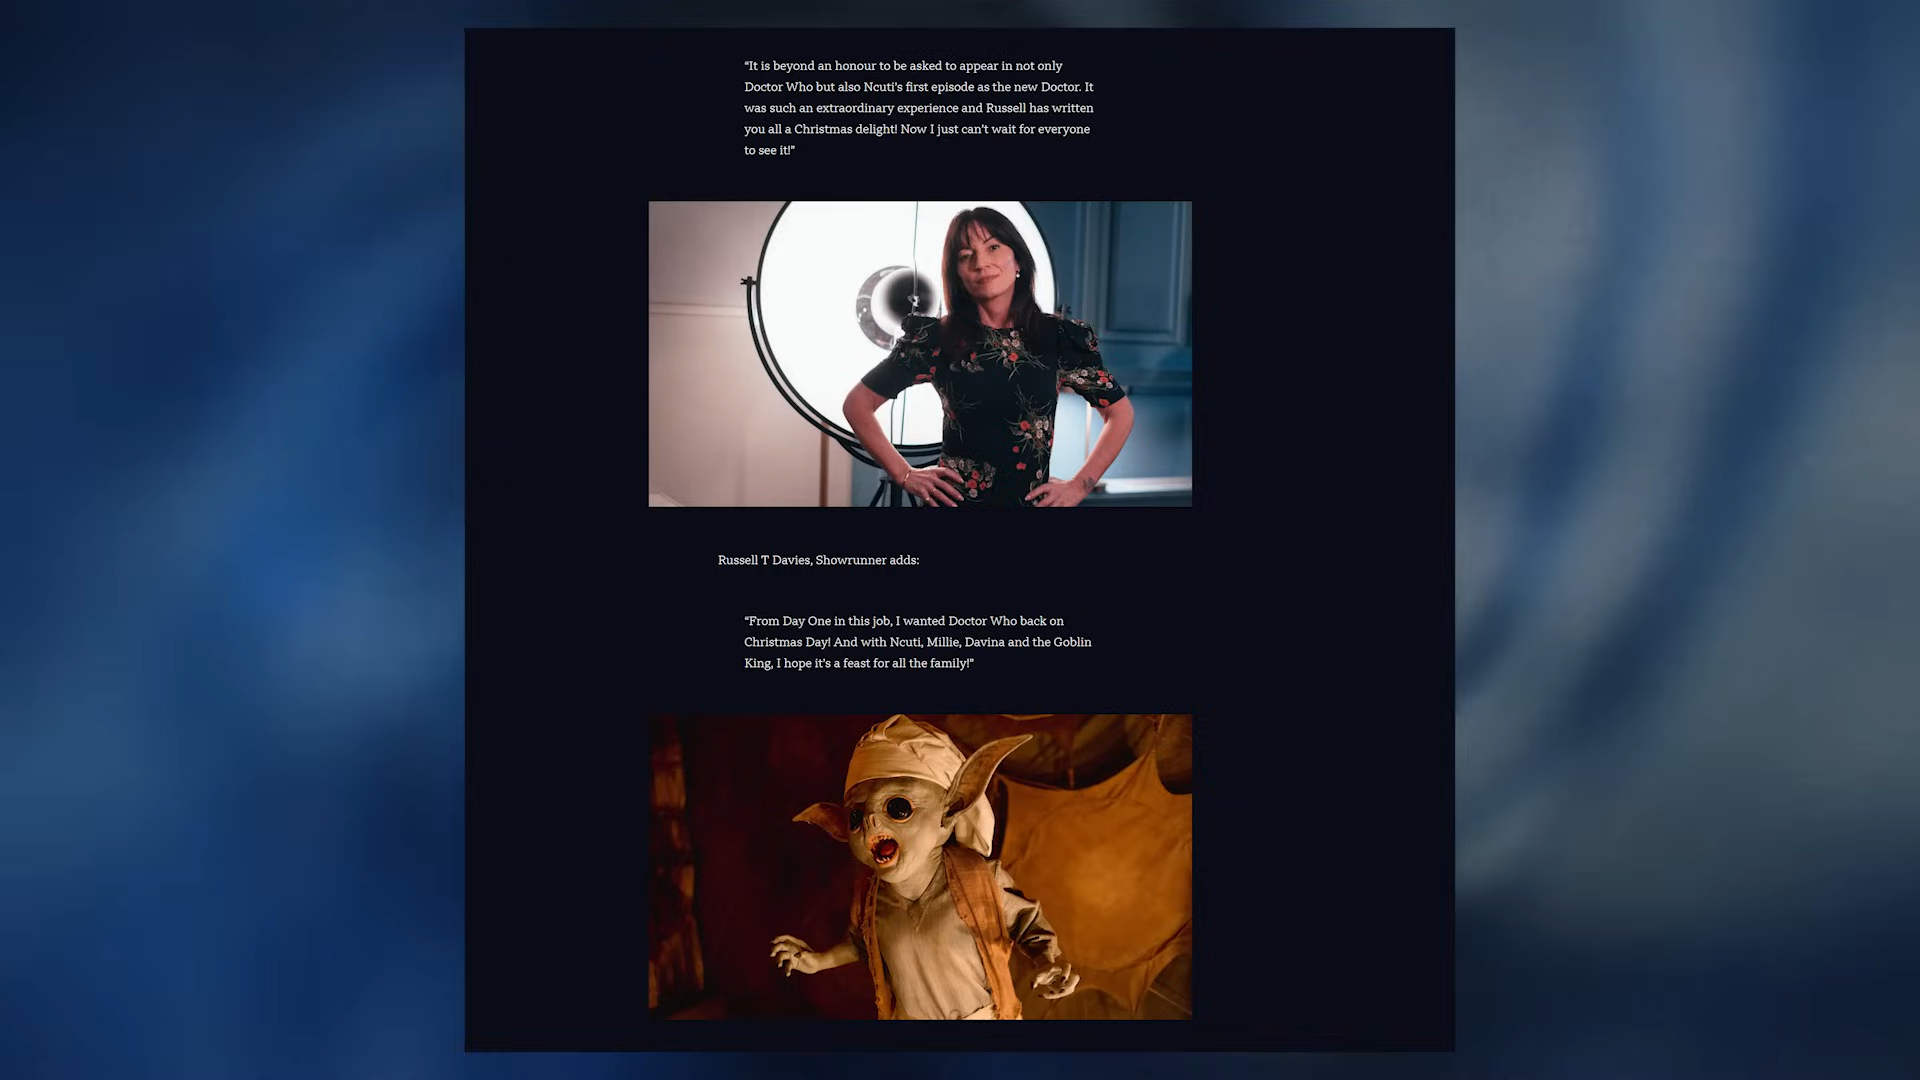 “It is beyond an honour to be asked to appear in not only
Doctor Who but also Ncuti’s first episode as the new Doctor. It
was such an extraordinary experience and Russell has written
you all a Christmas delight! Now I just can’t wait for everyone
to see it!”
Russell T Davies, Showrunner adds:
“From Day One in this job, I wanted Doctor Who back on
Christmas Day! And with Ncuti, Millie, Davina and the Goblin
King, I hope it’s a feast for all the family!”